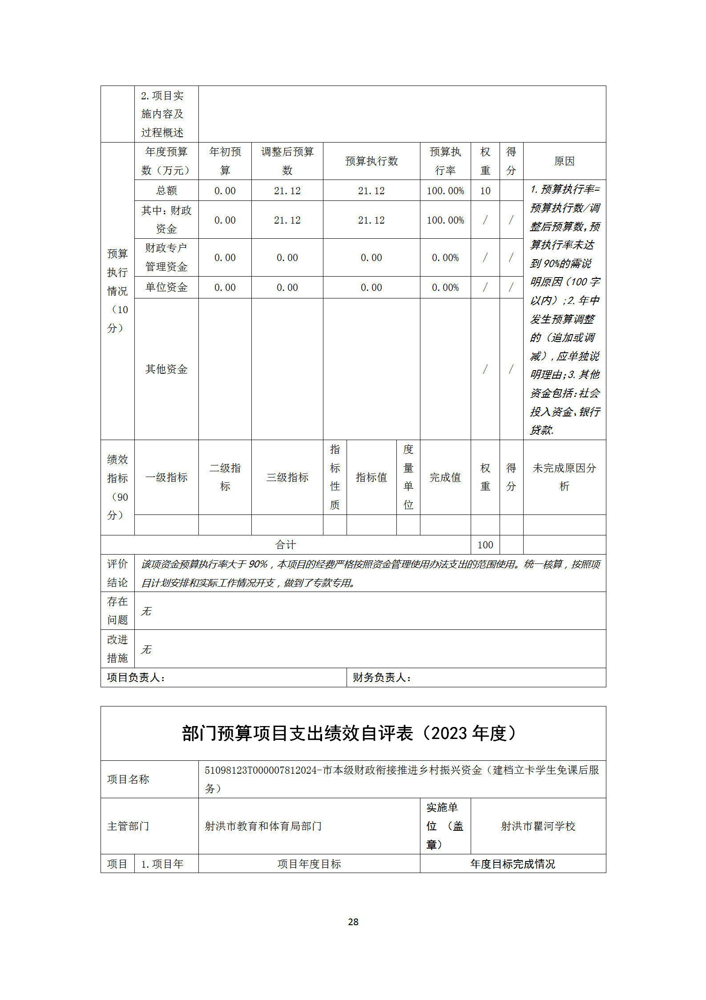 2.项目实
施内容及
过程概述
预算
执行
情况
（10
分）
年度预算
数（万元）
年初预
算
调整后预算
数
预算执行数
预算执
行率
权
重
得
分
原因
总额 0.00 21.12 21.12 100.00% 10
其中：财政
资金
0.00 21.12 21.12 100.00% / /
财政专户
管理资金
0.00 0.00 0.00 0.00% / /
单位资金 0.00 0.00 0.00 0.00% / /
其他资金 / /
1.预算执行率=
预算执行数/调
整后预算数,预
算执行率未达
到90%的需说
明原因（100字
以内）;2.年中
发生预算调整
的（追加或调
减）,应单独说
明理由;3.其他
资金包括:社会
投入资金、银行
贷款.
绩效
指标
（90
分）
一级指标
二级指
标
三级指标
指
标
性
质
指标值
度
量
单
位
完成值
权
重
得
分
未完成原因分
析
合计 100
评价
结论
该项资金预算执行率大于90%，本项目的经费严格按照资金管理使用办法支出的范围使用。统一核算，按照项
目计划安排和实际工作情况开支，做到了专款专用。
存在
问题
无
改进
措施
无
项目负责人： 财务负责人：
部门预算项目支出绩效自评表（2023年度）
项目名称
51098123T000007812024-市本级财政衔接推进乡村振兴资金（建档立卡学生免课后服
务）
主管部门 射洪市教育和体育局部门
实施单
位 （盖
章）
射洪市瞿河学校
项目 1.项目年 项目年度目标 年度目标完成情况
28